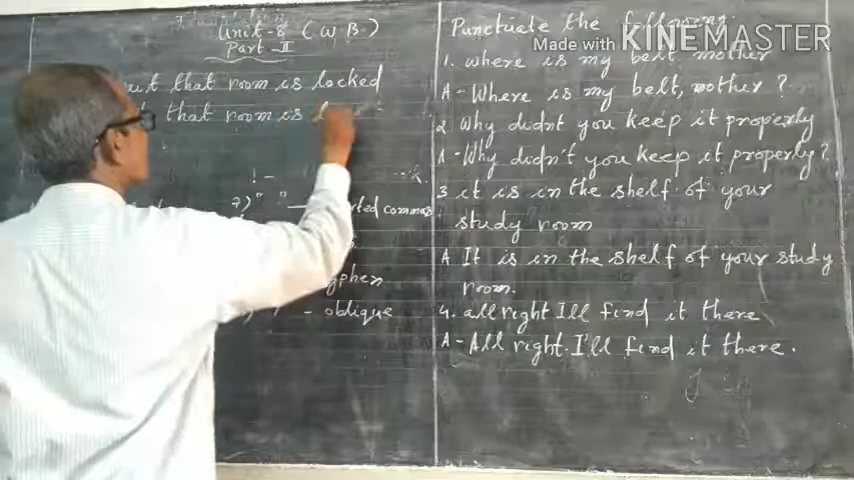 Unit-8 (W.B.)
Part-II
that room is locked
that room is
!-
7) " "
commas
- oblique
Punctuate the following.
Made with KINEMASTER
1. where is my belt mother
A-Where is my belt, mother?
2 Why didnt you keep it properly
A-Why didn't you keep it properly?
3 it is in the shelf of your
study room
A It is in the shelf of your study
room.
4. all right Ill find it there
A-All right. I'll find it there.